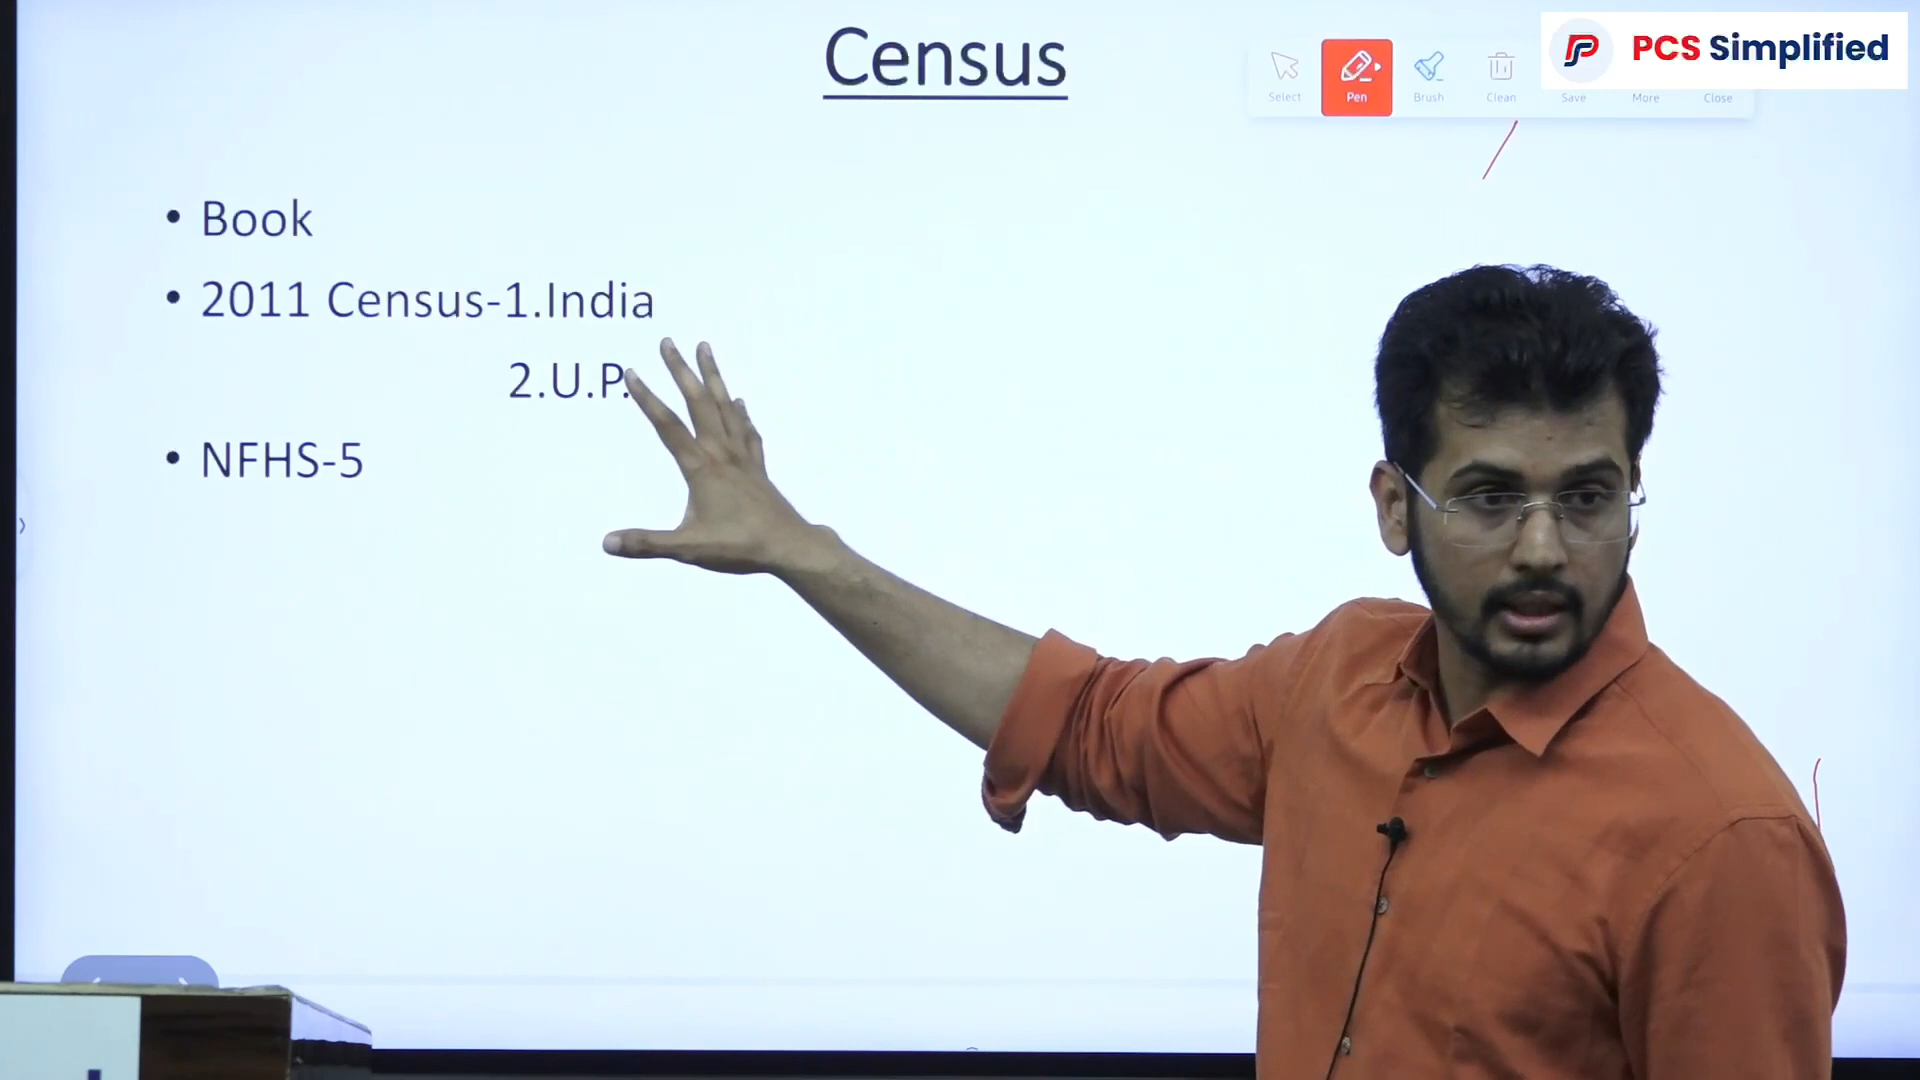 Census
Select Pen Brush Clean Save More Close
PCS Simplified
• Book
• 2011 Census-1.India
2.U.P.
• NFHS-5